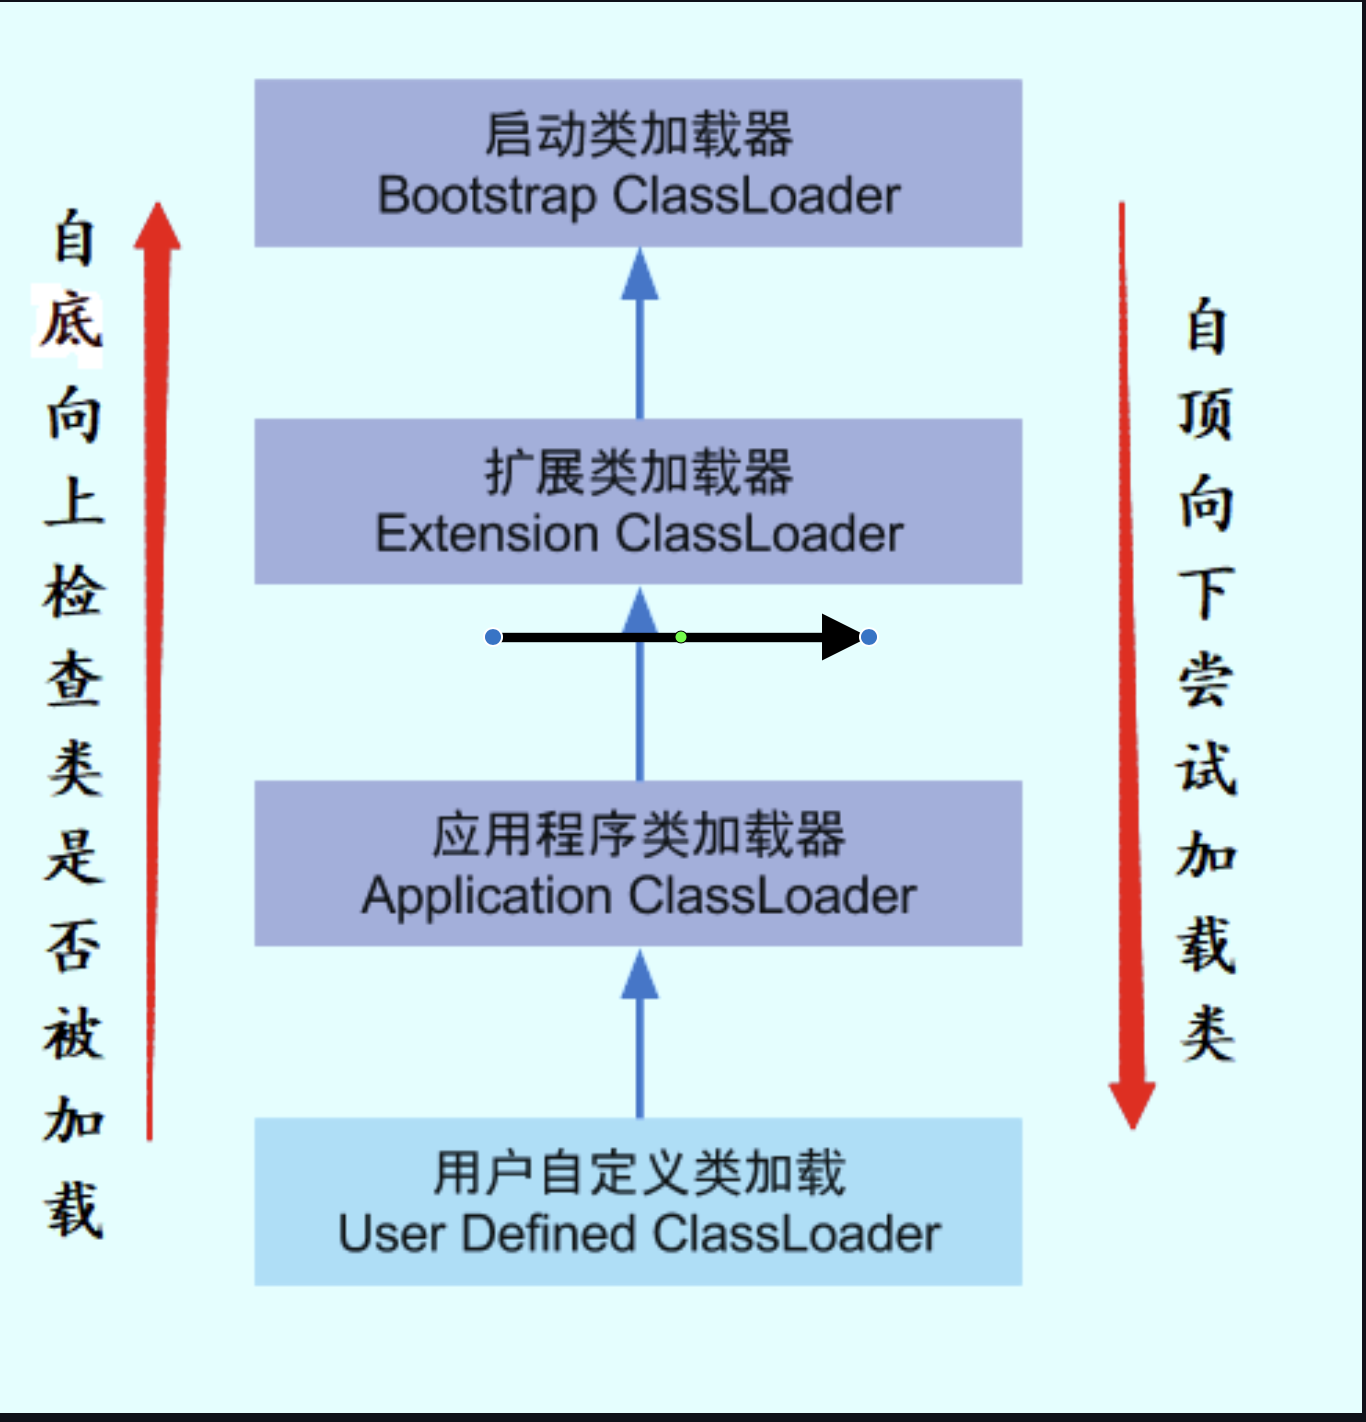 启动类加载器
Bootstrap ClassLoader
扩展类加载器
Extension ClassLoader
应用程序类加载器
Application ClassLoader
用户自定义类加载
User Defined ClassLoader
自底向上检查类是否被加载
自顶向下尝试加载类